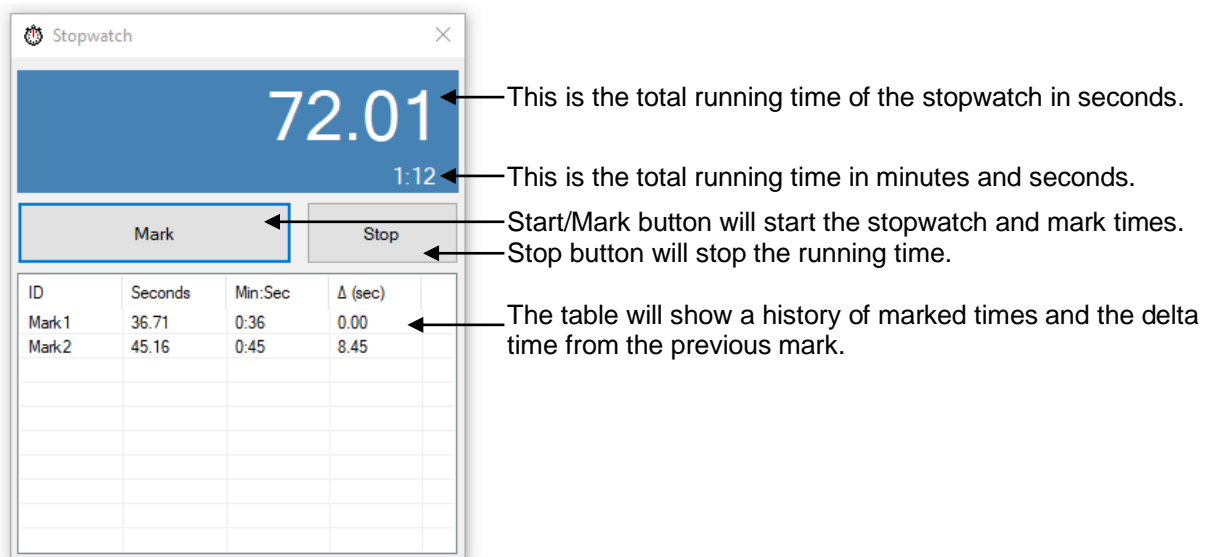 Stopwatch
72.01
This is the total running time of the stopwatch in seconds.
1:12
This is the total running time in minutes and seconds.
Mark
Stop
Start/Mark button will start the stopwatch and mark times.
Stop button will stop the running time.
ID Seconds Min:Sec Δ (sec)
Mark1 36.71 0:36 0.00
Mark2 45.16 0:45 8.45
The table will show a history of marked times and the delta
time from the previous mark.